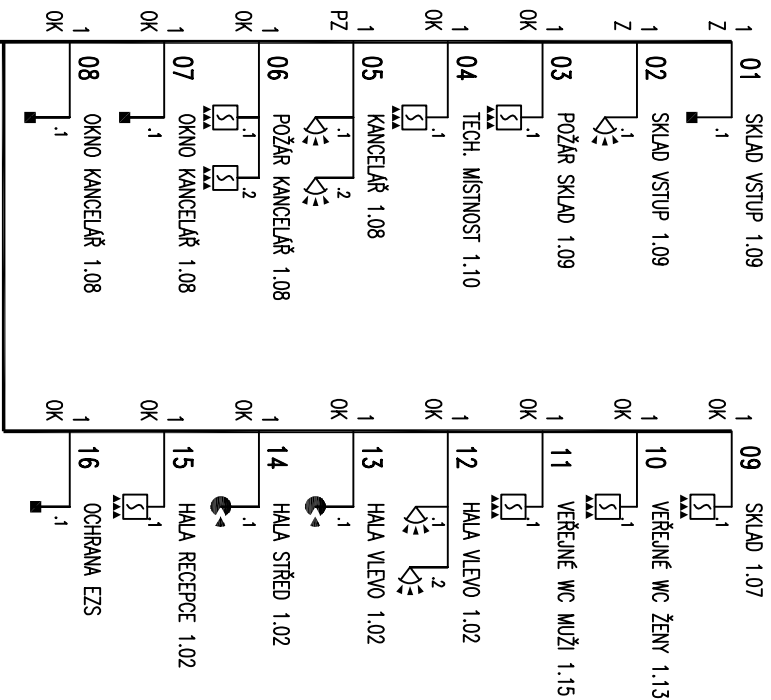 01 SKLAD VSTUP 1.09
1
Z
.1
02 SKLAD VSTUP 1.09
1
Z
.1
03 POŽÁR SKLAD 1.09
1
OK
.1
04 TECH. MÍSTNOST 1.10
1
OK
.1
05 KANCELÁŘ 1.08
1
PZ
.1
.2
06 POŽÁR KANCELÁŘ 1.08
1
OK
.1
.2
07 OKNO KANCELÁŘ 1.08
1
OK
.1
08 OKNO KANCELÁŘ 1.08
1
OK
.1
09 SKLAD 1.07
1
OK
.1
10 VEŘEJNÉ WC ŽENY 1.13
1
OK
.1
11 VEŘEJNÉ WC MUŽI 1.15
1
OK
.1
12 HALA VLEVO 1.02
1
OK
.1
.2
13 HALA VLEVO 1.02
1
OK
.1
14 HALA STŘED 1.02
1
OK
.1
15 HALA RECEPCE 1.02
1
OK
.1
16 OCHRANA EZS
1
OK
.1